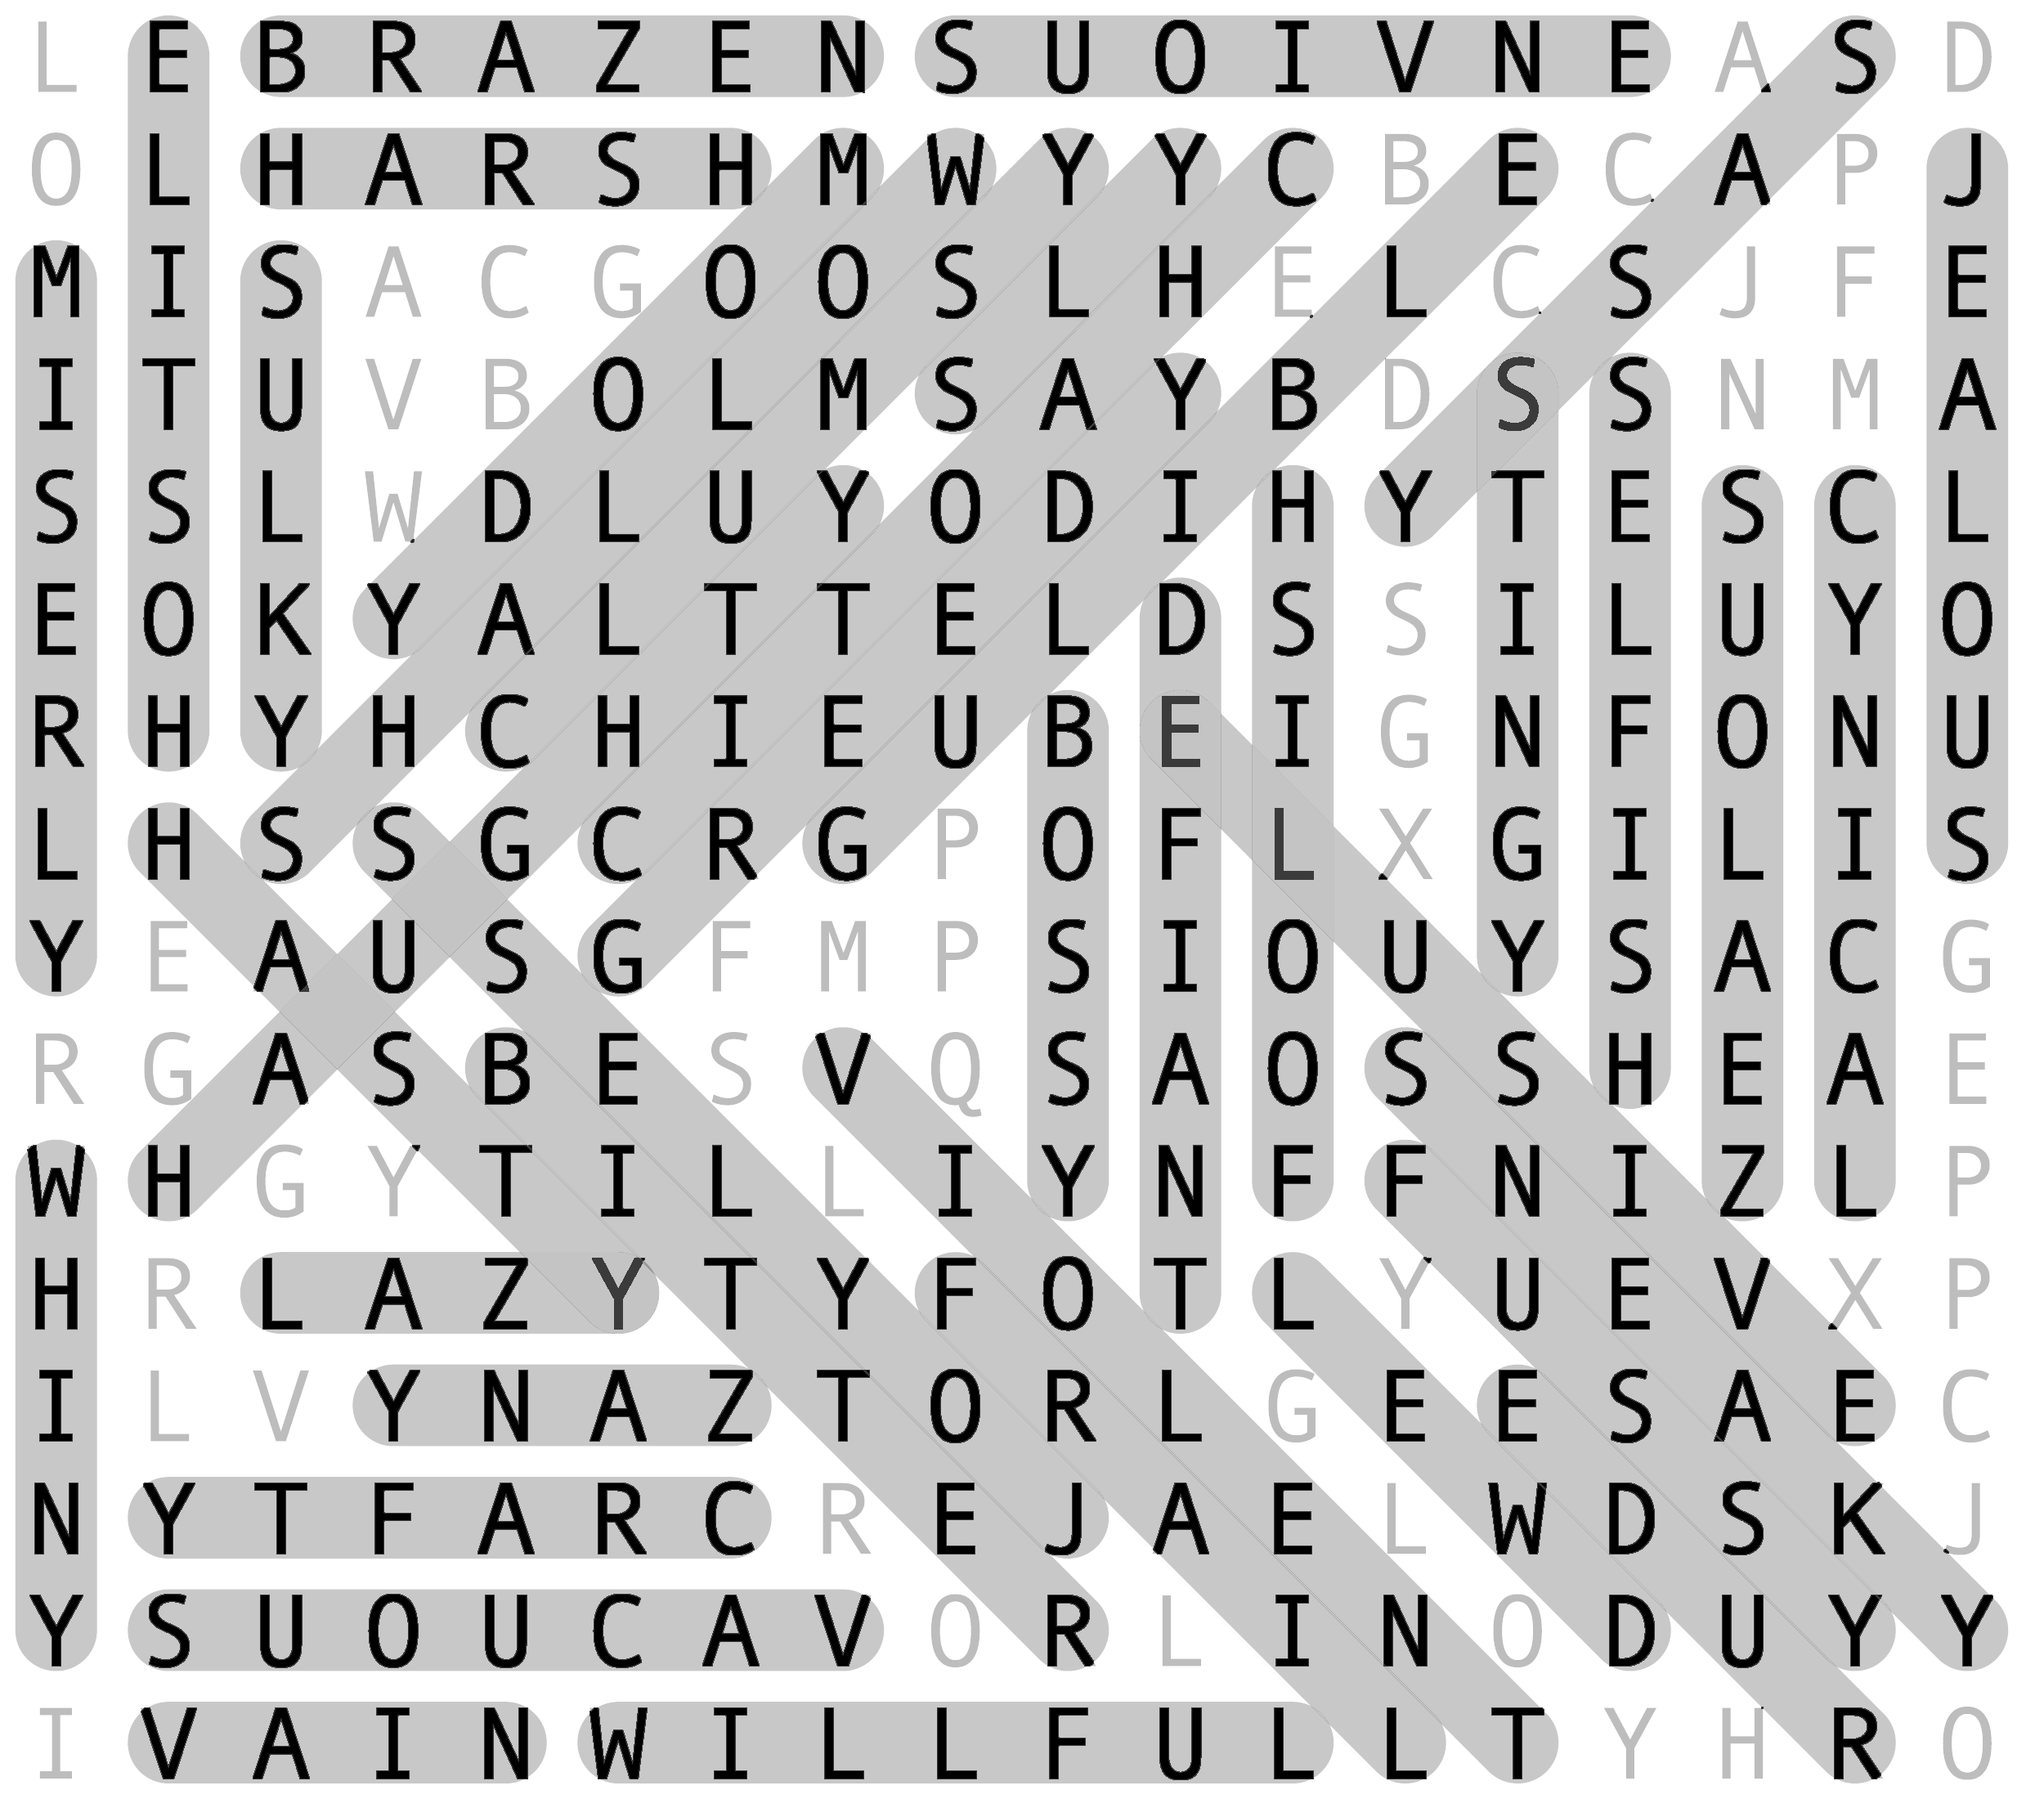 L E B R A Z E N S U O I V N E A S D
O L H A R S H M W Y Y C B E C A P J
M I S A C G O O S L H E L C S J F E
I T U V B O L M S A Y B D S S N M A
S S L W D L U Y O D I H Y T E S C L
E O K Y A L T T E L D S S I L U Y O
R H Y H C H I E U B E I G N F O N U
L H S S G C R G P O F L X G I L I S
Y E A U S G F M P S I O U Y S A C G
R G A S B E S V Q S A O S S H E A E
W H G Y T I L L I Y N F F N I Z L P
H R L A Z Y T Y F O T L Y U E V X P
I L V Y N A Z T O R L G E E S A E C
N Y T F A R C R E J A E L W D S K J
Y S U O U C A V O R L I N O D U Y Y
I V A I N W I L L F U L L T Y H R O